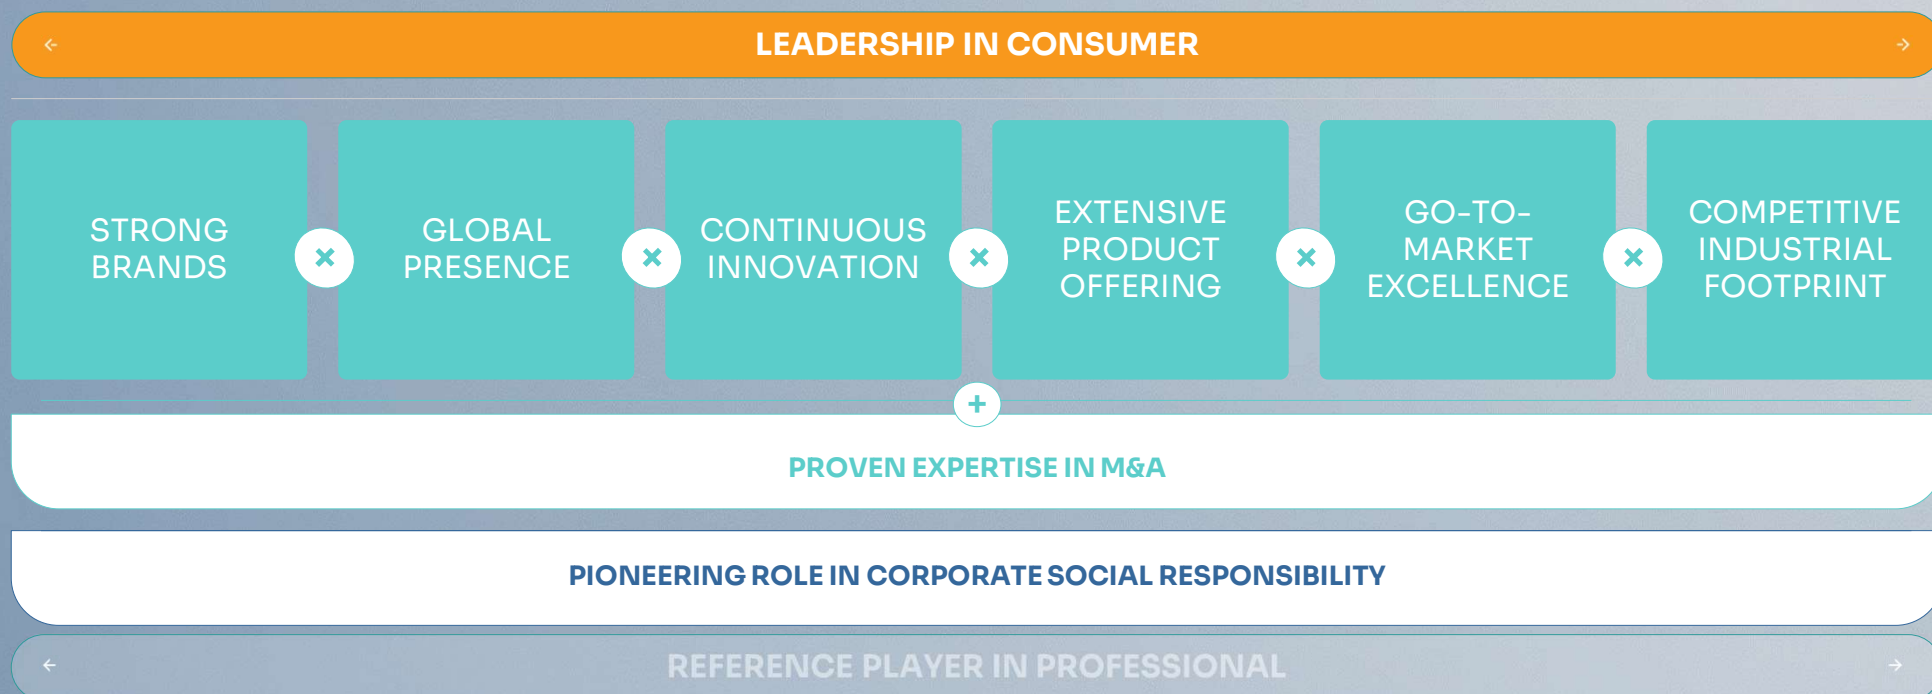 LEADERSHIP IN CONSUMER
STRONG
BRANDS
GLOBAL
PRESENCE
CONTINUOUS
INNOVATION
EXTENSIVE
PRODUCT
OFFERING
GO-TO-
MARKET
EXCELLENCE
COMPETITIVE
INDUSTRIAL
FOOTPRINT
PROVEN EXPERTISE IN M&A
PIONEERING ROLE IN CORPORATE SOCIAL RESPONSIBILITY
REFERENCE PLAYER IN PROFESSIONAL